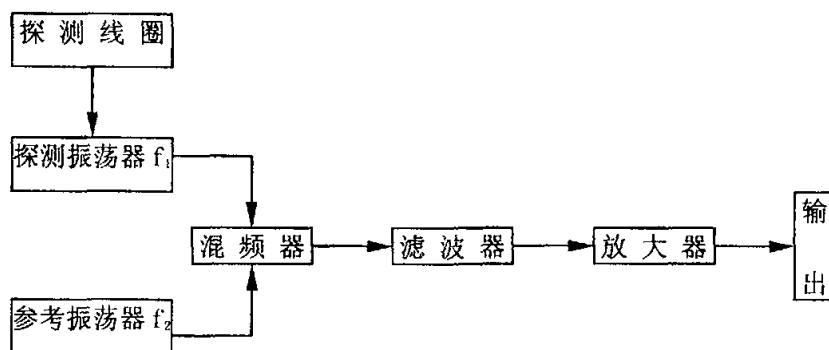 探测线圈
探测振荡器 f₁
混频器
滤波器
放大器
输
出
参考振荡器 f₂